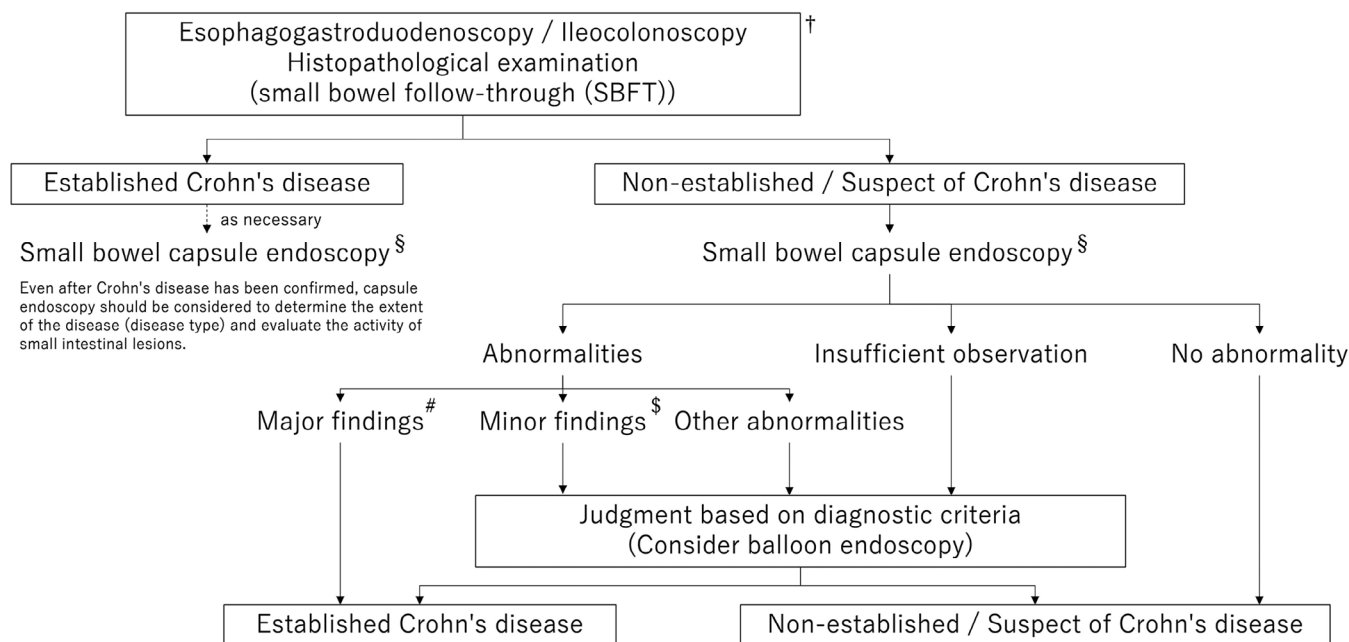 Esophagogastroduodenoscopy / Ileocolonoscopy †
Histopathological examination
(small bowel follow-through (SBFT))
Established Crohn's disease
Non-established / Suspect of Crohn's disease
as necessary
Small bowel capsule endoscopy §
Small bowel capsule endoscopy §
Even after Crohn's disease has been confirmed, capsule
endoscopy should be considered to determine the extent
of the disease (disease type) and evaluate the activity of
small intestinal lesions.
Abnormalities
Insufficient observation
No abnormality
Major findings #
Minor findings $
Other abnormalities
Judgment based on diagnostic criteria
(Consider balloon endoscopy)
Established Crohn's disease
Non-established / Suspect of Crohn's disease